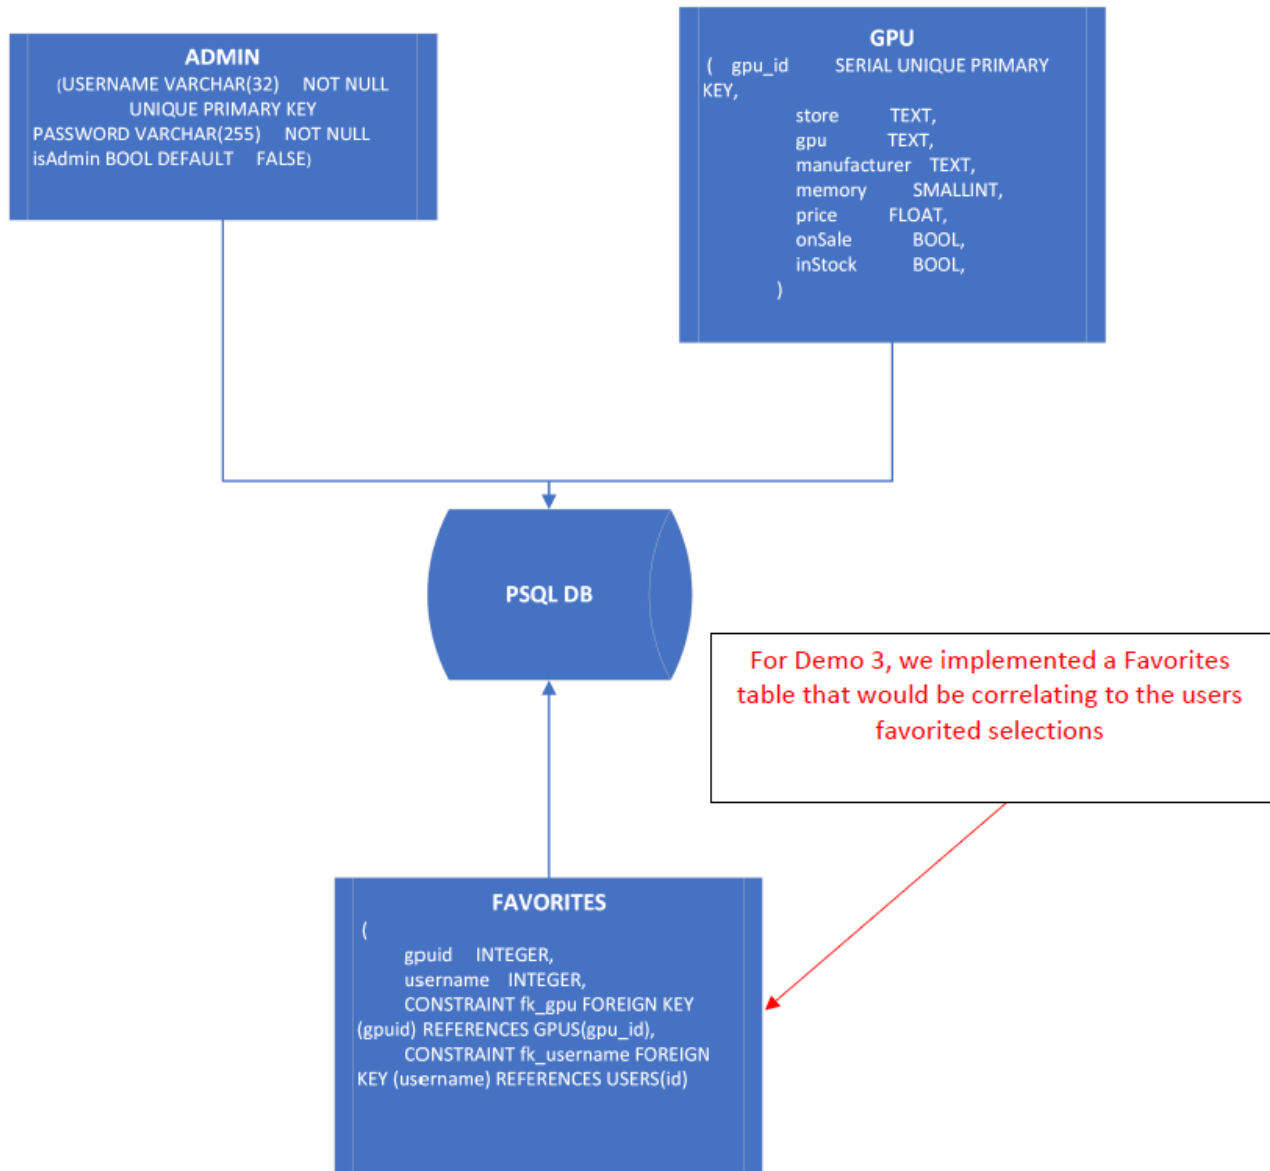 ADMIN
(USERNAME VARCHAR(32) NOT NULL
UNIQUE PRIMARY KEY
PASSWORD VARCHAR(255) NOT NULL
isAdmin BOOL DEFAULT FALSE)
GPU
( gpu_id SERIAL UNIQUE PRIMARY
KEY,
store TEXT,
gpu TEXT,
manufacturer TEXT,
memory SMALLINT,
price FLOAT,
onSale BOOL,
inStock BOOL,
)
PSQL DB
For Demo 3, we implemented a Favorites
table that would be correlating to the users
favorited selections
FAVORITES
(
gpuid INTEGER,
username INTEGER,
CONSTRAINT fk_gpu FOREIGN KEY
(gpuid) REFERENCES GPUS(gpu_id),
CONSTRAINT fk_username FOREIGN
KEY (username) REFERENCES USERS(id)